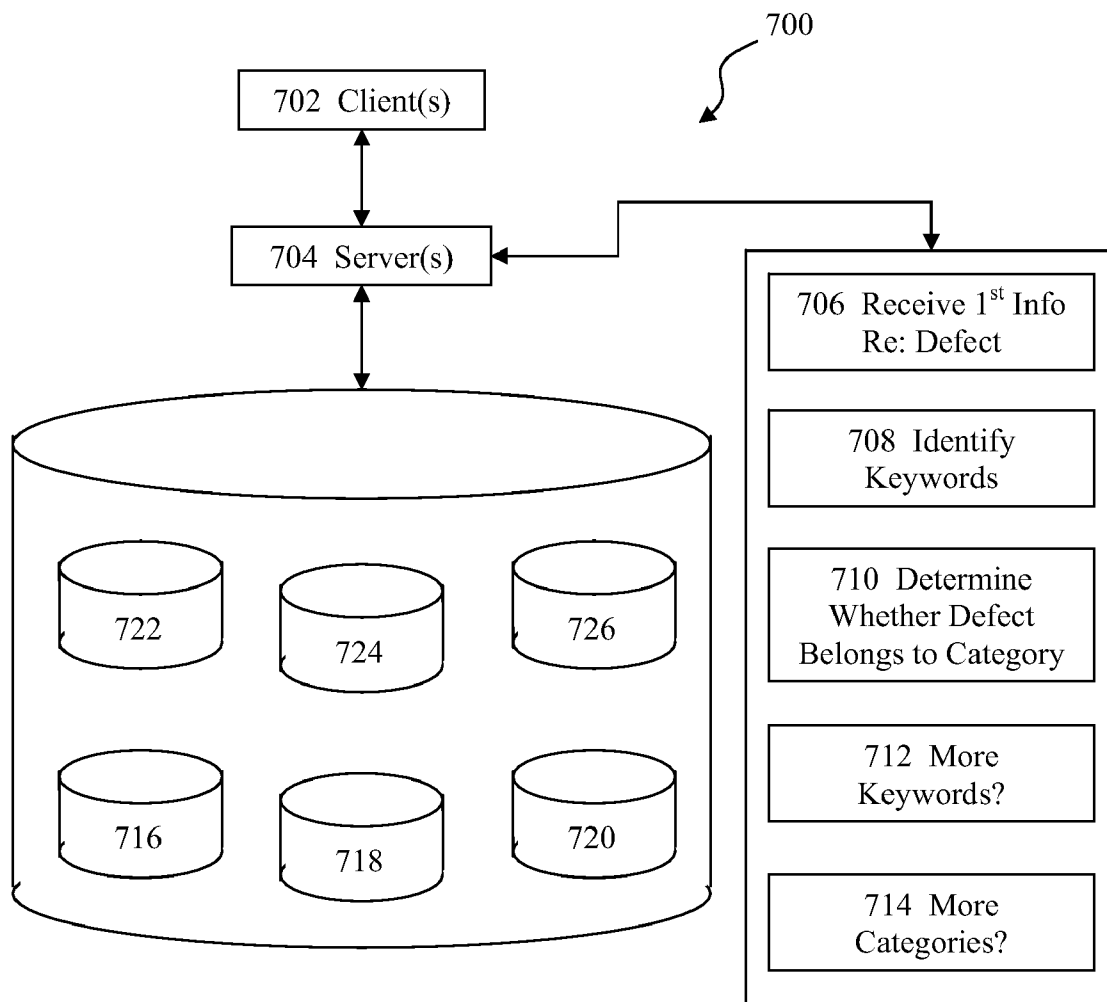 700
702 Client(s)
704 Server(s)
706 Receive 1st Info
Re: Defect
708 Identify
Keywords
710 Determine
Whether Defect
Belongs to Category
712 More
Keywords?
714 More
Categories?
722
724
726
716
718
720